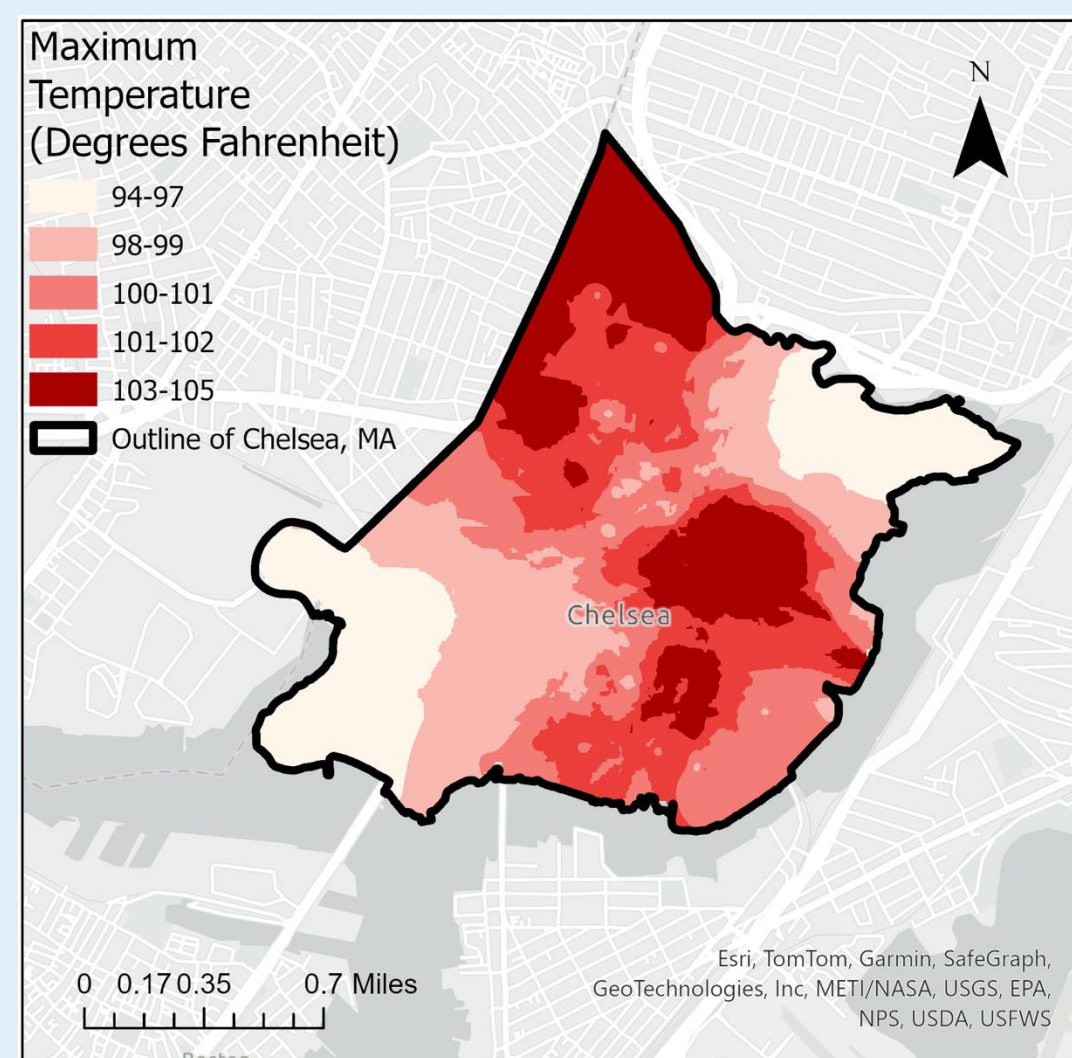 Maximum
Temperature
(Degrees Fahrenheit)
94-97
98-99
100-101
101-102
103-105
Outline of Chelsea, MA
N
Chelsea
0 0.17 0.35 0.7 Miles
Esri, TomTom, Garmin, SafeGraph,
GeoTechnologies, Inc, METI/NASA, USGS, EPA,
NPS, USDA, USFWS